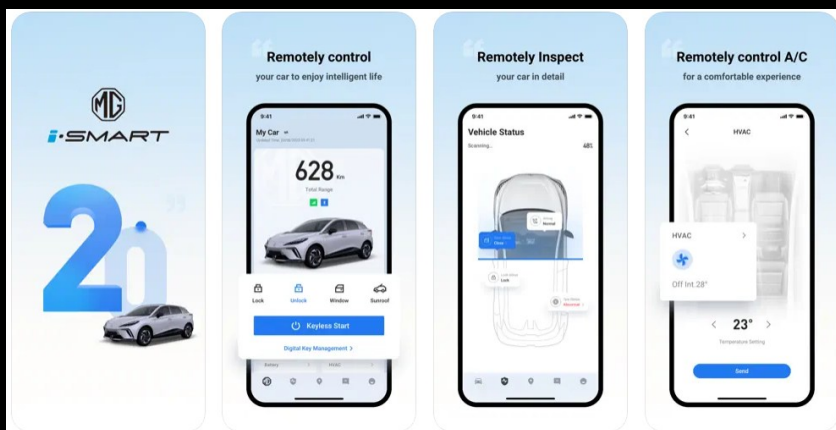 MG
i-SMART
2.0
Remotely control
your car to enjoy intelligent life
9:41
My Car
628 Km
Total Range
Lock
Unlock
Window
Sunroof
Keyless Start
Digital Key Management >
Battery
HVAC
Remotely Inspect
your car in detail
9:41
Vehicle Status
Scanning...
48%
Normal
Lock
Remotely control A/C
for a comfortable experience
9:41
HVAC
HVAC
Off Int.28°
23°
Temperature Setting
Send